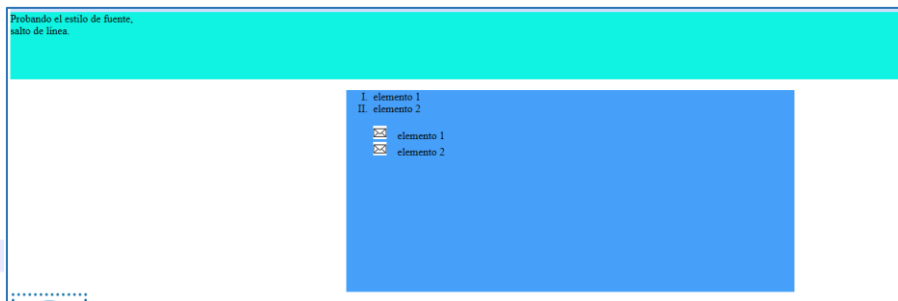 Probando el estilo de fuente,
salto de línea.
I. elemento 1
II. elemento 2
elemento 1
elemento 2